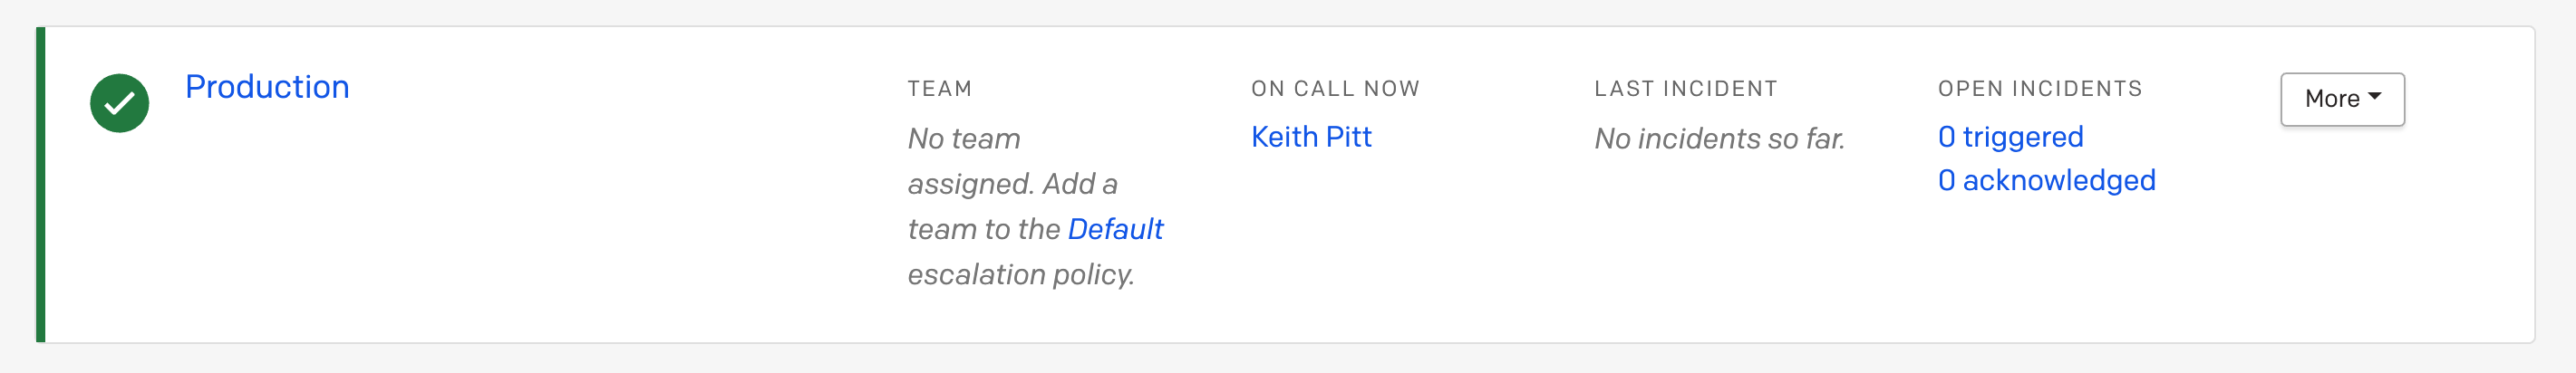 Production
TEAM
No team
assigned. Add a
team to the Default
escalation policy.
ON CALL NOW
Keith Pitt
LAST INCIDENT
No incidents so far.
OPEN INCIDENTS
0 triggered
0 acknowledged
More